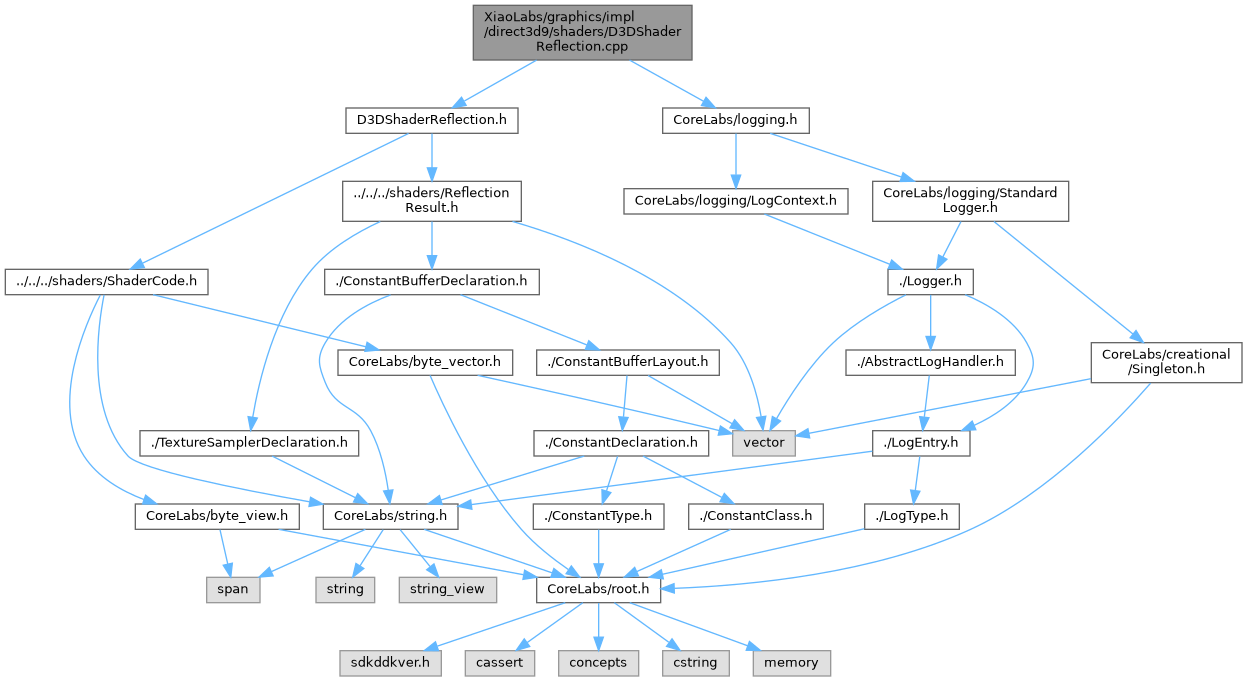 XiaoLabs/graphics/impl
/direct3d9/shaders/D3DShader
Reflection.cpp
D3DShaderReflection.h
CoreLabs/logging.h
../../../shaders/Reflection
Result.h
CoreLabs/logging/LogContext.h
CoreLabs/logging/Standard
Logger.h
../../../shaders/ShaderCode.h
./ConstantBufferDeclaration.h
./Logger.h
CoreLabs/byte_vector.h
./ConstantBufferLayout.h
./AbstractLogHandler.h
CoreLabs/creational
/Singleton.h
./TextureSamplerDeclaration.h
./ConstantDeclaration.h
vector
./LogEntry.h
CoreLabs/byte_view.h
CoreLabs/string.h
./ConstantType.h
./ConstantClass.h
./LogType.h
span
string
string_view
CoreLabs/root.h
sdkddkver.h
cassert
concepts
cstring
memory